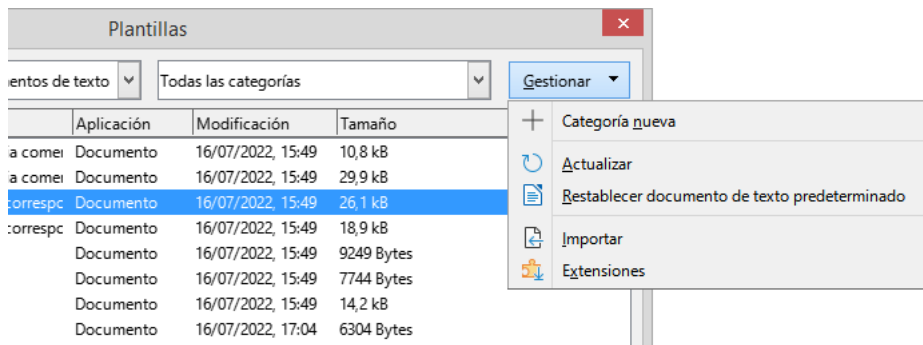 Plantillas
entos de texto Todas las categorías Gestionar
Aplicación Modificación Tamaño
Categoría nueva
ía comer Documento 16/07/2022, 15:49 10,8 kB
Actualizar
ía comer Documento 16/07/2022, 15:49 29,9 kB
correspc Documento 16/07/2022, 15:49 26,1 kB
Restablecer documento de texto predeterminado
correspc Documento 16/07/2022, 15:49 18,9 kB
Importar
Documento 16/07/2022, 15:49 9249 Bytes
Extensiones
Documento 16/07/2022, 15:49 7744 Bytes
Documento 16/07/2022, 15:49 14,2 kB
Documento 16/07/2022, 17:04 6304 Bytes